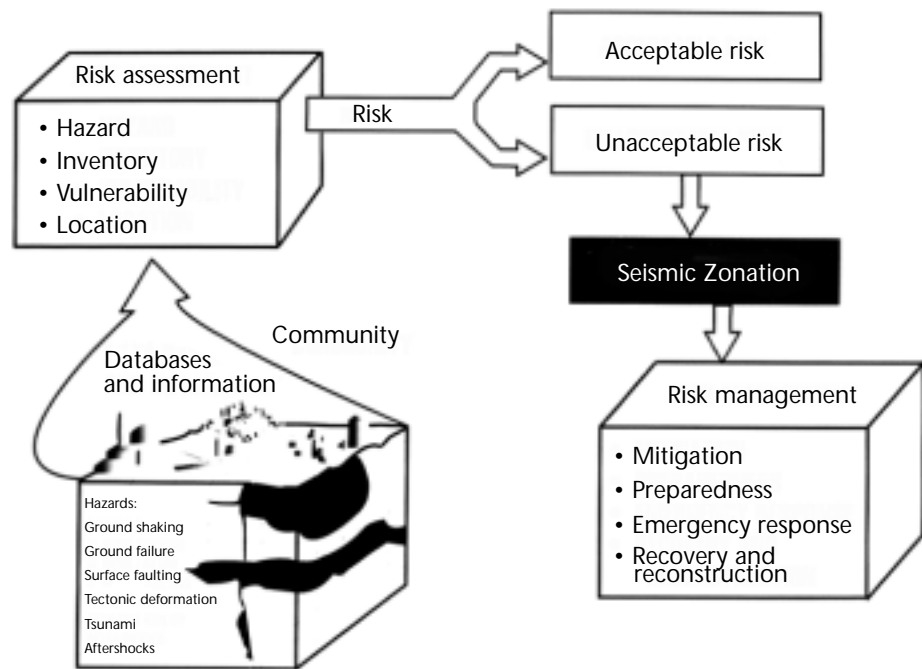 Risk assessment
• Hazard
• Inventory
• Vulnerability
• Location
Risk
Acceptable risk
Unacceptable risk
Seismic Zonation
Risk management
• Mitigation
• Preparedness
• Emergency response
• Recovery and
reconstruction
Community
Databases
and information
Hazards:
Ground shaking
Ground failure
Surface faulting
Tectonic deformation
Tsunami
Aftershocks